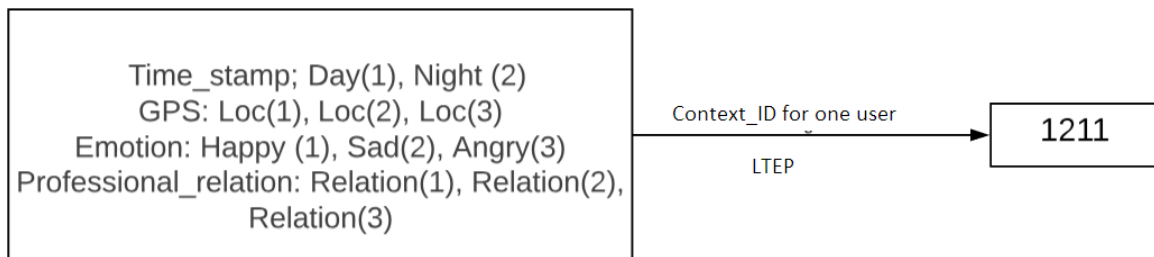 Time_stamp; Day(1), Night (2)
GPS: Loc(1), Loc(2), Loc(3)
Emotion: Happy (1), Sad(2), Angry(3)
Professional_relation: Relation(1), Relation(2),
Relation(3)
Context_ID for one user
LTEP
1211